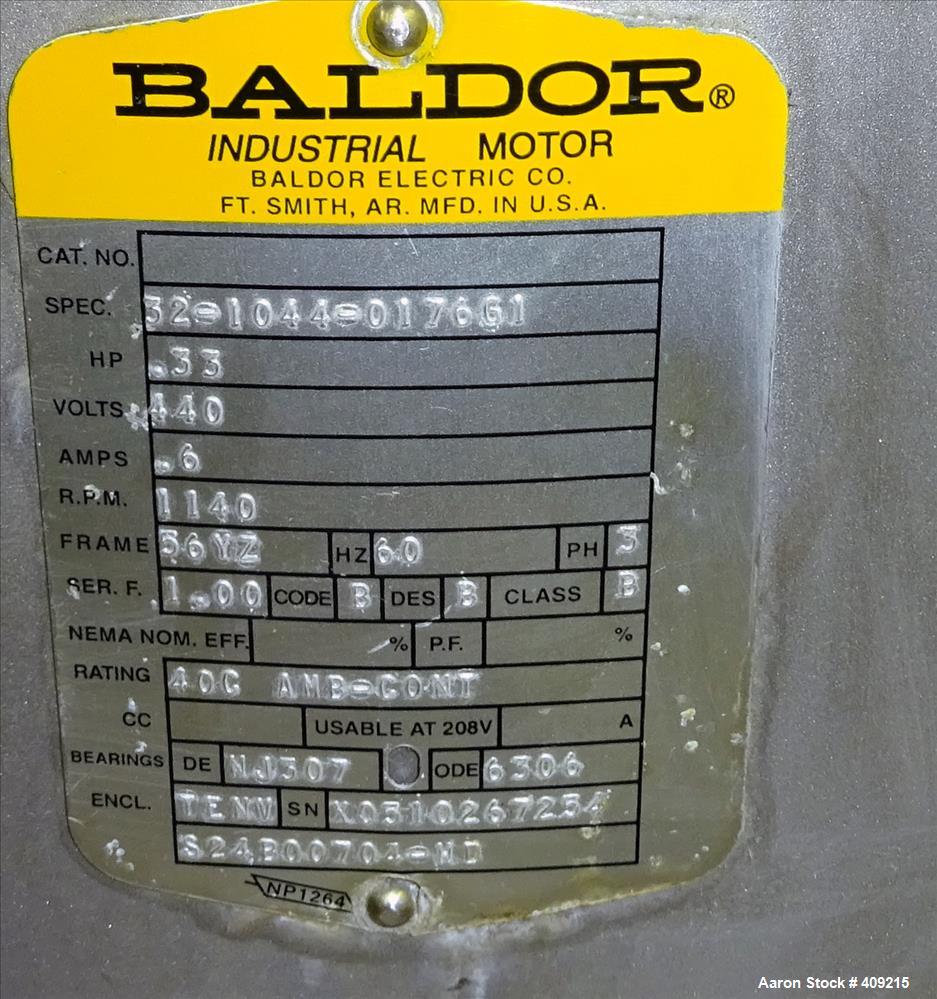 BALDOR®
INDUSTRIAL MOTOR
BALDOR ELECTRIC CO.
FT. SMITH, AR. MFD. IN U.S.A.
CAT. NO.
SPEC. 32-1044-0176G1
HP .33
VOLTS 440
AMPS .6
R.P.M. 1140
FRAME 56YZ HZ 60 PH 3
SER. F. 1.00 CODE B DES B CLASS B
NEMA NOM. EFF. % P.F. %
RATING 40C AMB-CONT
CC USABLE AT 208V A
BEARINGS DE NJ307 ODE 6306
ENCL. TENV SN X0310267234
S24B00704-ND
NP1264
Aaron Stock # 409215